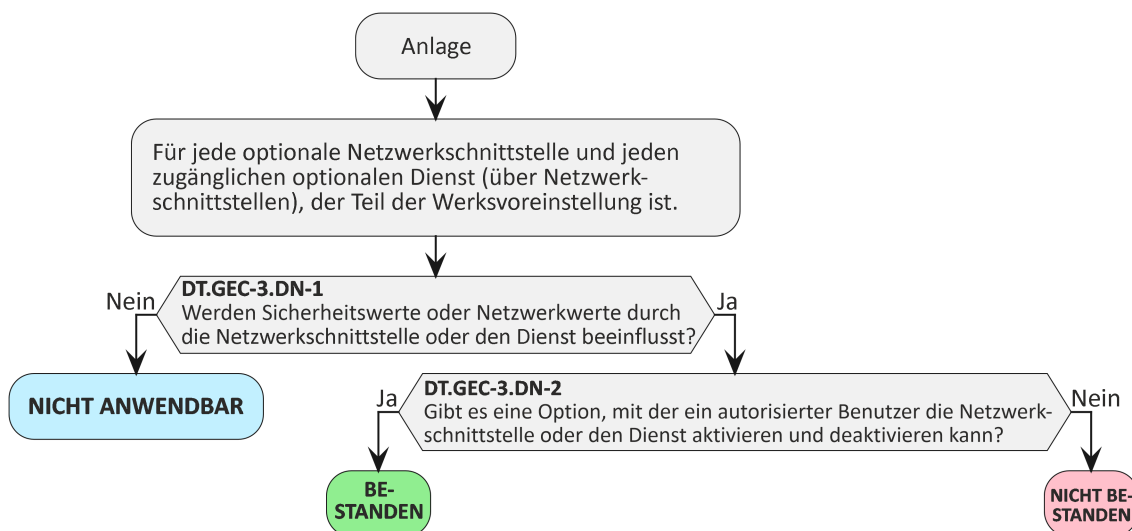 Anlage
Für jede optionale Netzwerkschnittstelle und jeden
zugänglichen optionalen Dienst (über Netzwerk-
schnittstellen), der Teil der Werksvoreinstellung ist.
Nein
DT.GEC-3.DN-1
Werden Sicherheitswerte oder Netzwerkwerte durch
die Netzwerkschnittstelle oder den Dienst beeinflusst?
Ja
NICHT ANWENDBAR
Ja
DT.GEC-3.DN-2
Gibt es eine Option, mit der ein autorisierter Benutzer die Netzwerk-
schnittstelle oder den Dienst aktivieren und deaktivieren kann?
Nein
BE-
STANDEN
NICHT BE-
STANDEN